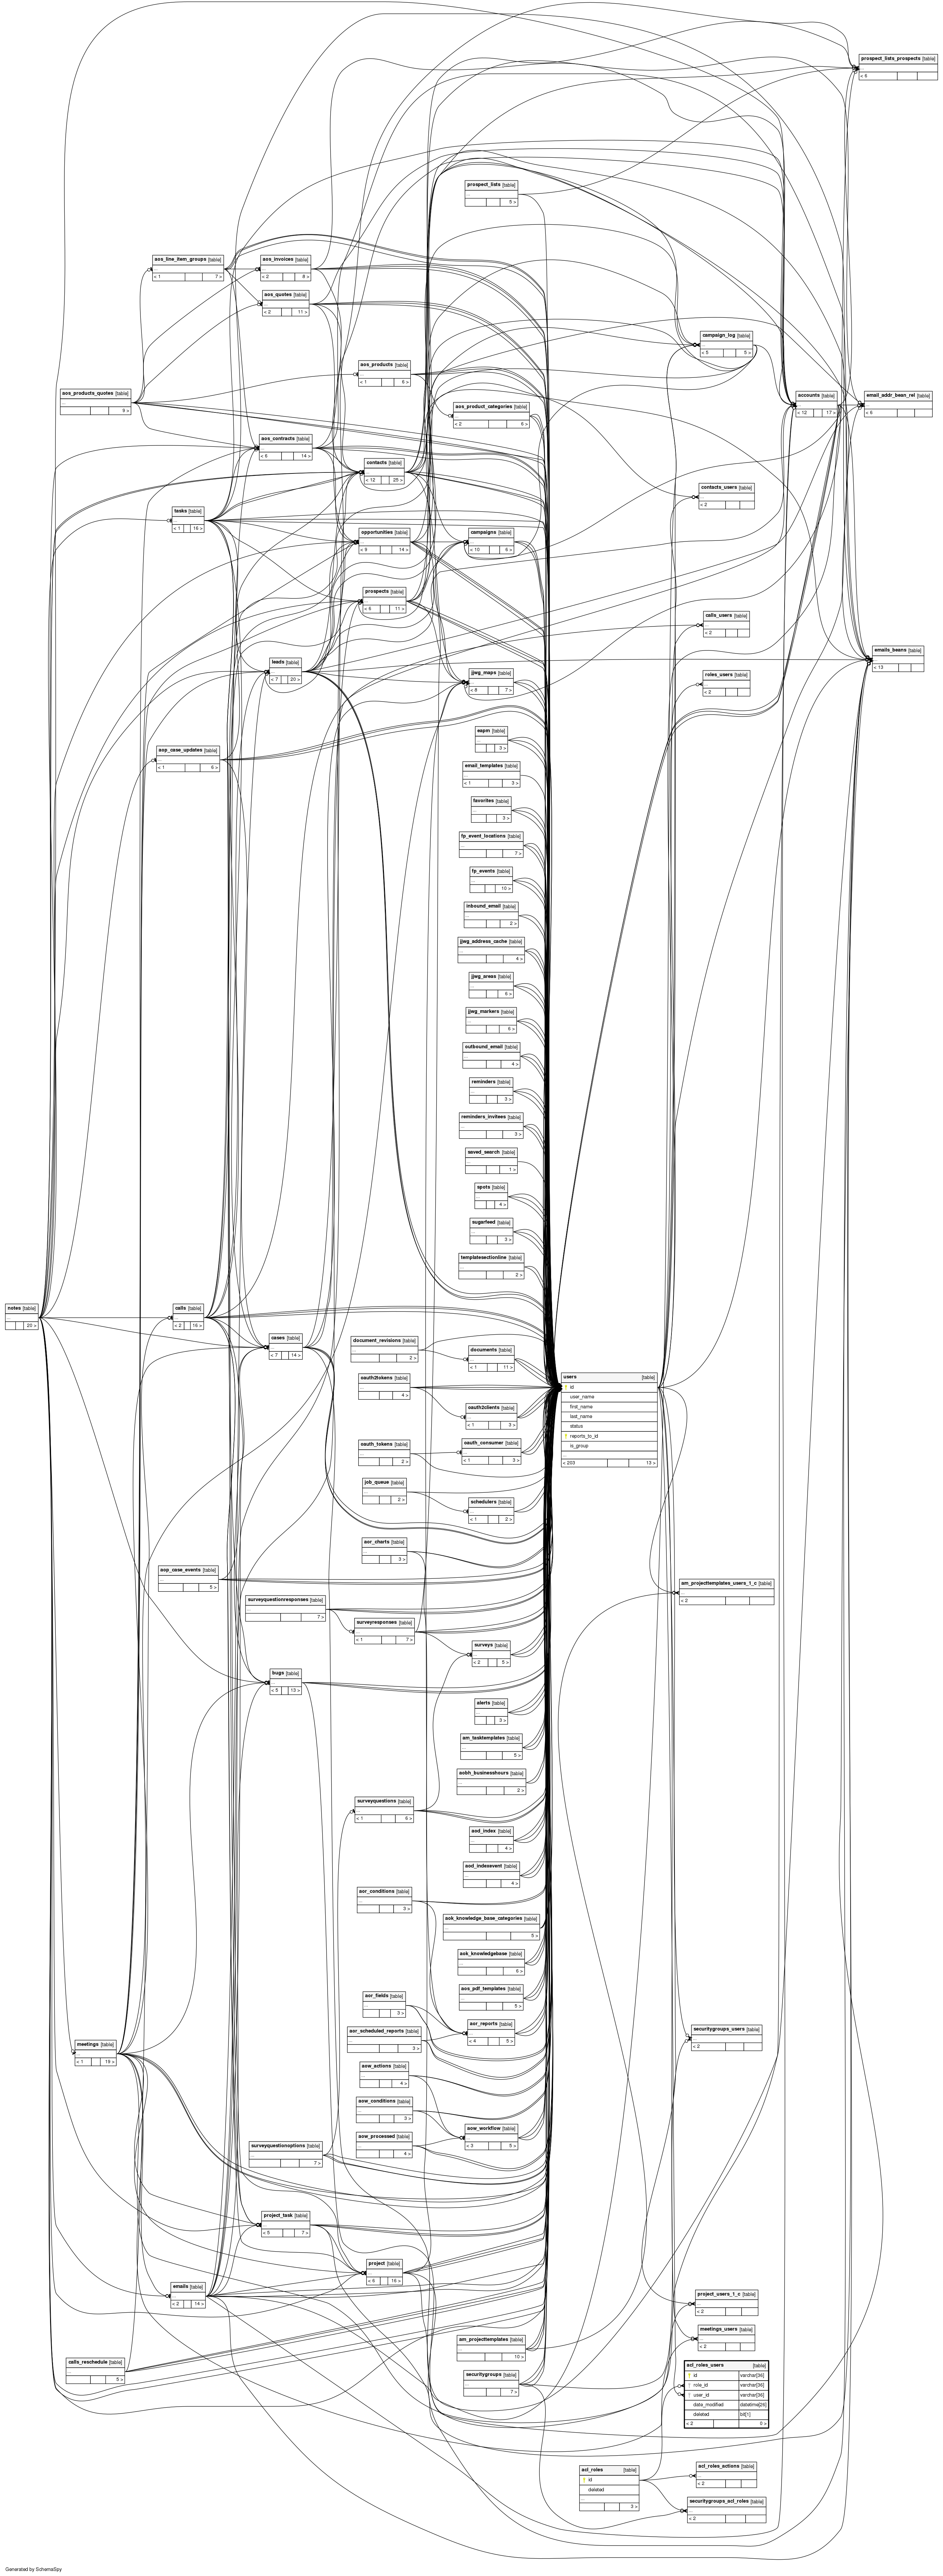 prospect_lists_prospects [table]
...
< 6
prospect_lists [table]
...
5 >
aos_line_item_groups [table]
...
< 1 7 >
aos_invoices [table]
...
< 2 8 >
aos_quotes [table]
...
< 2 11 >
campaign_log [table]
...
< 5 5 >
aos_products [table]
...
< 1 6 >
aos_products_quotes [table]
...
9 >
accounts [table]
...
< 12 17 >
email_addr_bean_rel [table]
...
< 6
aos_product_categories [table]
...
< 2 6 >
aos_contracts [table]
...
< 6 14 >
contacts [table]
...
< 12 25 >
contacts_users [table]
...
< 2
tasks [table]
...
< 1 16 >
opportunities [table]
...
< 9 14 >
campaigns [table]
...
< 10 6 >
prospects [table]
...
< 6 11 >
calls_users [table]
...
< 2
emails_beans [table]
...
< 13
leads [table]
...
< 7 20 >
jjwg_maps [table]
...
< 8 7 >
roles_users [table]
...
< 2
eapm [table]
...
3 >
aop_case_updates [table]
...
< 1 6 >
email_templates [table]
...
< 1 3 >
favorites [table]
...
3 >
fp_event_locations [table]
...
7 >
fp_events [table]
...
10 >
inbound_email [table]
...
2 >
jjwg_address_cache [table]
...
4 >
jjwg_areas [table]
...
6 >
jjwg_markers [table]
...
6 >
outbound_email [table]
...
4 >
reminders [table]
...
3 >
reminders_invitees [table]
...
3 >
saved_search [table]
...
1 >
spots [table]
...
4 >
sugarfeed [table]
...
3 >
templatesectionline [table]
...
2 >
notes [table]
...
20 >
calls [table]
...
< 2 16 >
cases [table]
...
< 7 14 >
document_revisions [table]
...
2 >
documents [table]
...
< 1 11 >
oauth2tokens [table]
...
4 >
users [table]
id
user_name
first_name
last_name
status
reports_to_id
is_group
...
< 203 13 >
oauth2clients [table]
...
< 1 3 >
oauth_tokens [table]
...
2 >
oauth_consumer [table]
...
< 1 3 >
job_queue [table]
...
2 >
schedulers [table]
...
< 1 2 >
aor_charts [table]
...
3 >
aop_case_events [table]
...
5 >
am_projecttemplates_users_1_c [table]
...
< 2
surveyquestionresponses [table]
...
7 >
surveyresponses [table]
...
< 1 7 >
surveys [table]
...
< 2 5 >
bugs [table]
...
< 5 13 >
alerts [table]
...
3 >
am_tasktemplates [table]
...
5 >
aobh_businesshours [table]
...
2 >
surveyquestions [table]
...
< 1 6 >
aod_index [table]
...
4 >
aod_indexevent [table]
...
4 >
aor_conditions [table]
...
3 >
aok_knowledge_base_categories [table]
...
5 >
aok_knowledgebase [table]
...
6 >
aos_pdf_templates [table]
...
5 >
aor_fields [table]
...
3 >
aor_reports [table]
...
< 4 5 >
aor_scheduled_reports [table]
...
3 >
securitygroups_users [table]
...
< 2
meetings [table]
...
< 1 19 >
aow_actions [table]
...
4 >
aow_conditions [table]
...
3 >
aow_workflow [table]
...
< 3 5 >
aow_processed [table]
...
4 >
surveyquestionoptions [table]
...
7 >
project_task [table]
...
< 5 7 >
project [table]
...
< 6 16 >
emails [table]
...
< 2 14 >
project_users_1_c [table]
...
< 2
meetings_users [table]
...
< 2
am_projecttemplates [table]
...
10 >
calls_reschedule [table]
...
5 >
securitygroups [table]
...
7 >
acl_roles_users [table]
id varchar[36]
role_id varchar[36]
user_id varchar[36]
date_modified datetime[26]
deleted bit[1]
< 2 0 >
acl_roles [table]
id
deleted
...
3 >
acl_roles_actions [table]
...
< 2
securitygroups_acl_roles [table]
...
< 2
Generated by SchemaSpy